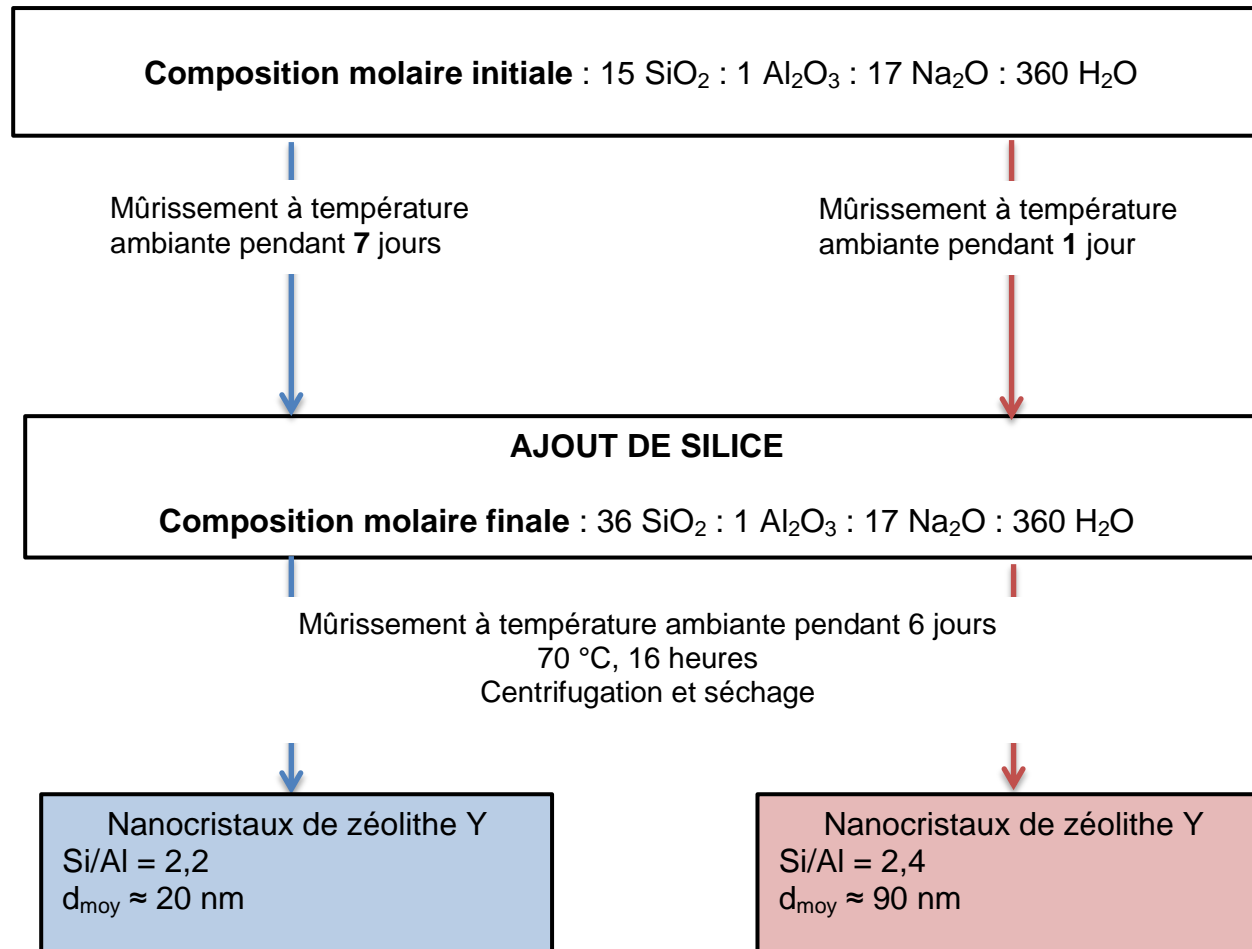 Composition molaire initiale : 15 SiO₂ : 1 Al₂O₃ : 17 Na₂O : 360 H₂O
Mûrissement à température
ambiante pendant 7 jours
Mûrissement à température
ambiante pendant 1 jour
AJOUT DE SILICE
Composition molaire finale : 36 SiO₂ : 1 Al₂O₃ : 17 Na₂O : 360 H₂O
Mûrissement à température ambiante pendant 6 jours
70 °C, 16 heures
Centrifugation et séchage
Nanocristaux de zéolithe Y
Si/Al = 2,2
dₘₒᵧ ≈ 20 nm
Nanocristaux de zéolithe Y
Si/Al = 2,4
dₘₒᵧ ≈ 90 nm